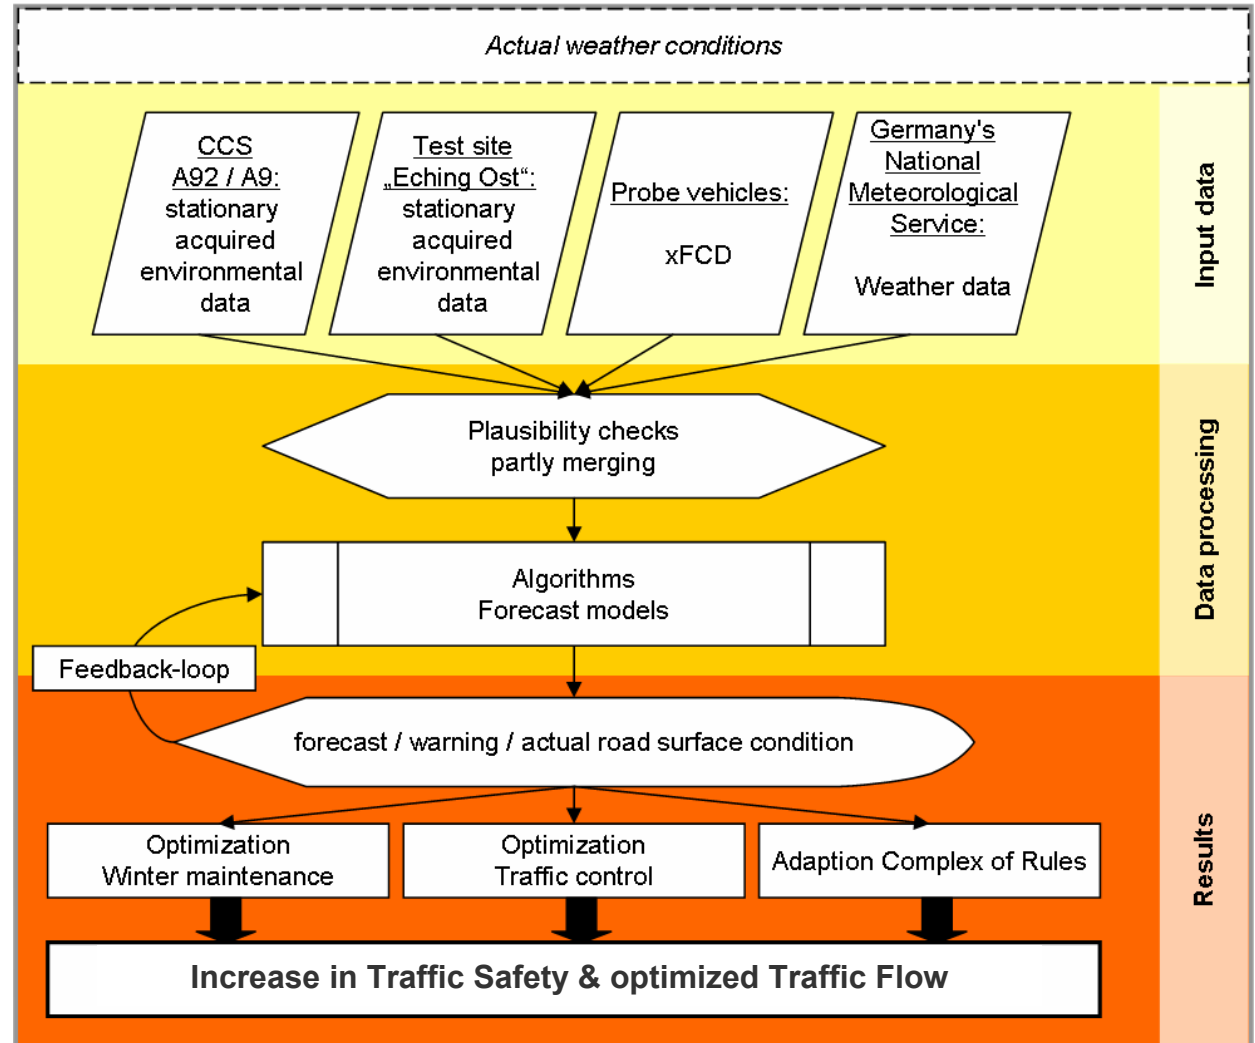 Actual weather conditions
CCS
A92 / A9:
stationary
acquired
environmental
data
Test site
„Eching Ost“:
stationary
acquired
environmental
data
Probe vehicles:
xFCD
Germany's
National
Meteorological
Service:
Weather data
Input data
Plausibility checks
partly merging
Algorithms
Forecast models
Data processing
Feedback-loop
forecast / warning / actual road surface condition
Optimization
Winter maintenance
Optimization
Traffic control
Adaption Complex of Rules
Results
Increase in Traffic Safety & optimized Traffic Flow